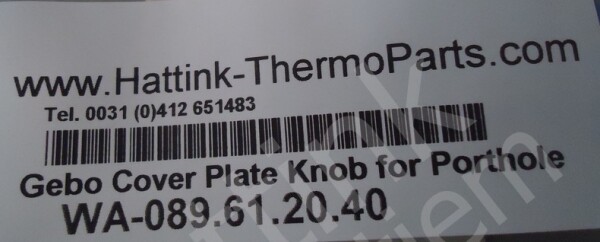 www.Hattink-ThermoParts.com
Tel. 0031 (0)412 651483
Gebo Cover Plate Knob for Porthole
WA-089.61.20.40